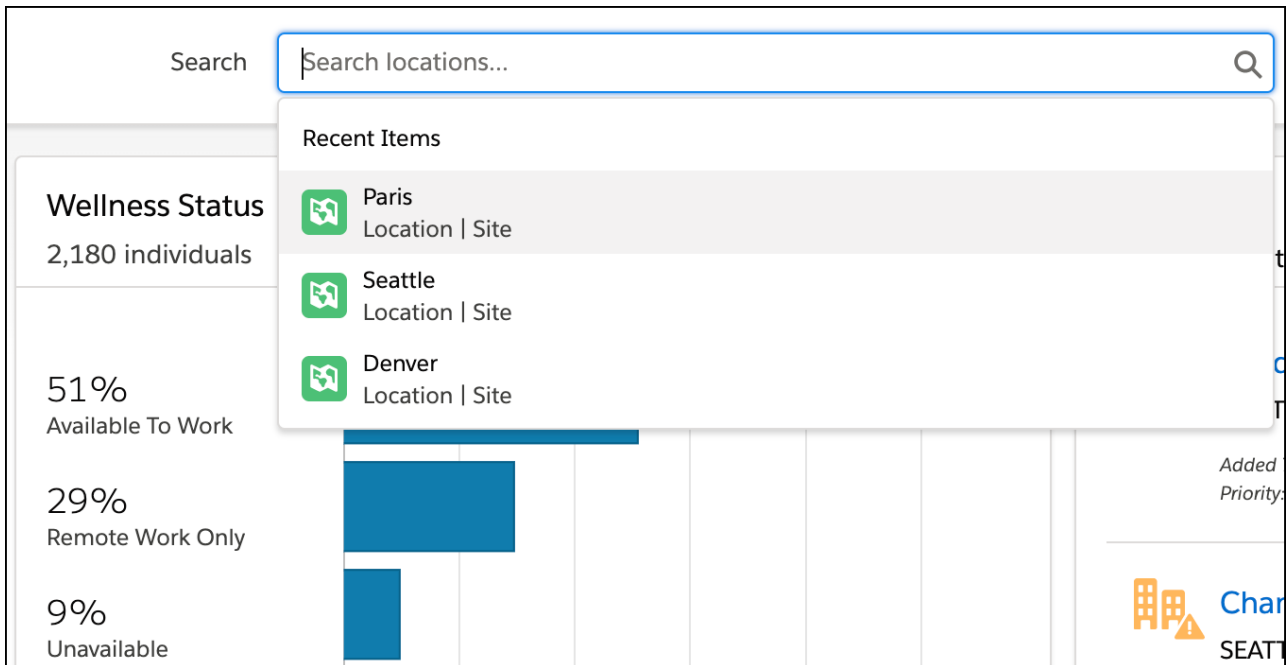 Search
Search locations...
Recent Items
Paris
Location | Site
Seattle
Location | Site
Denver
Location | Site
Wellness Status
2,180 individuals
51%
Available To Work
29%
Remote Work Only
9%
Unavailable
Added
Priority:
SEATT